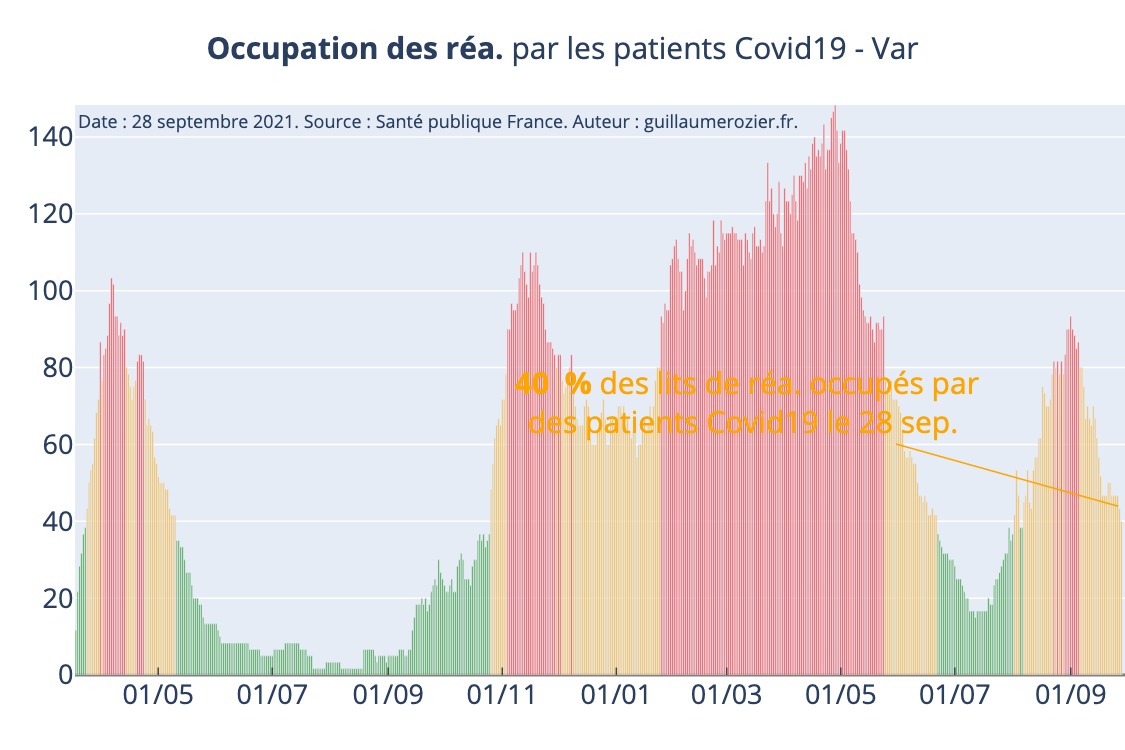 Occupation des réa. par les patients Covid19 - Var
Date : 28 septembre 2021. Source : Santé publique France. Auteur : guillaumerozier.fr.
140
120
100
80
60
40
20
0
40 % des lits de réa. occupés par
des patients Covid19 le 28 sep.
01/05 01/07 01/09 01/11 01/01 01/03 01/05 01/07 01/09